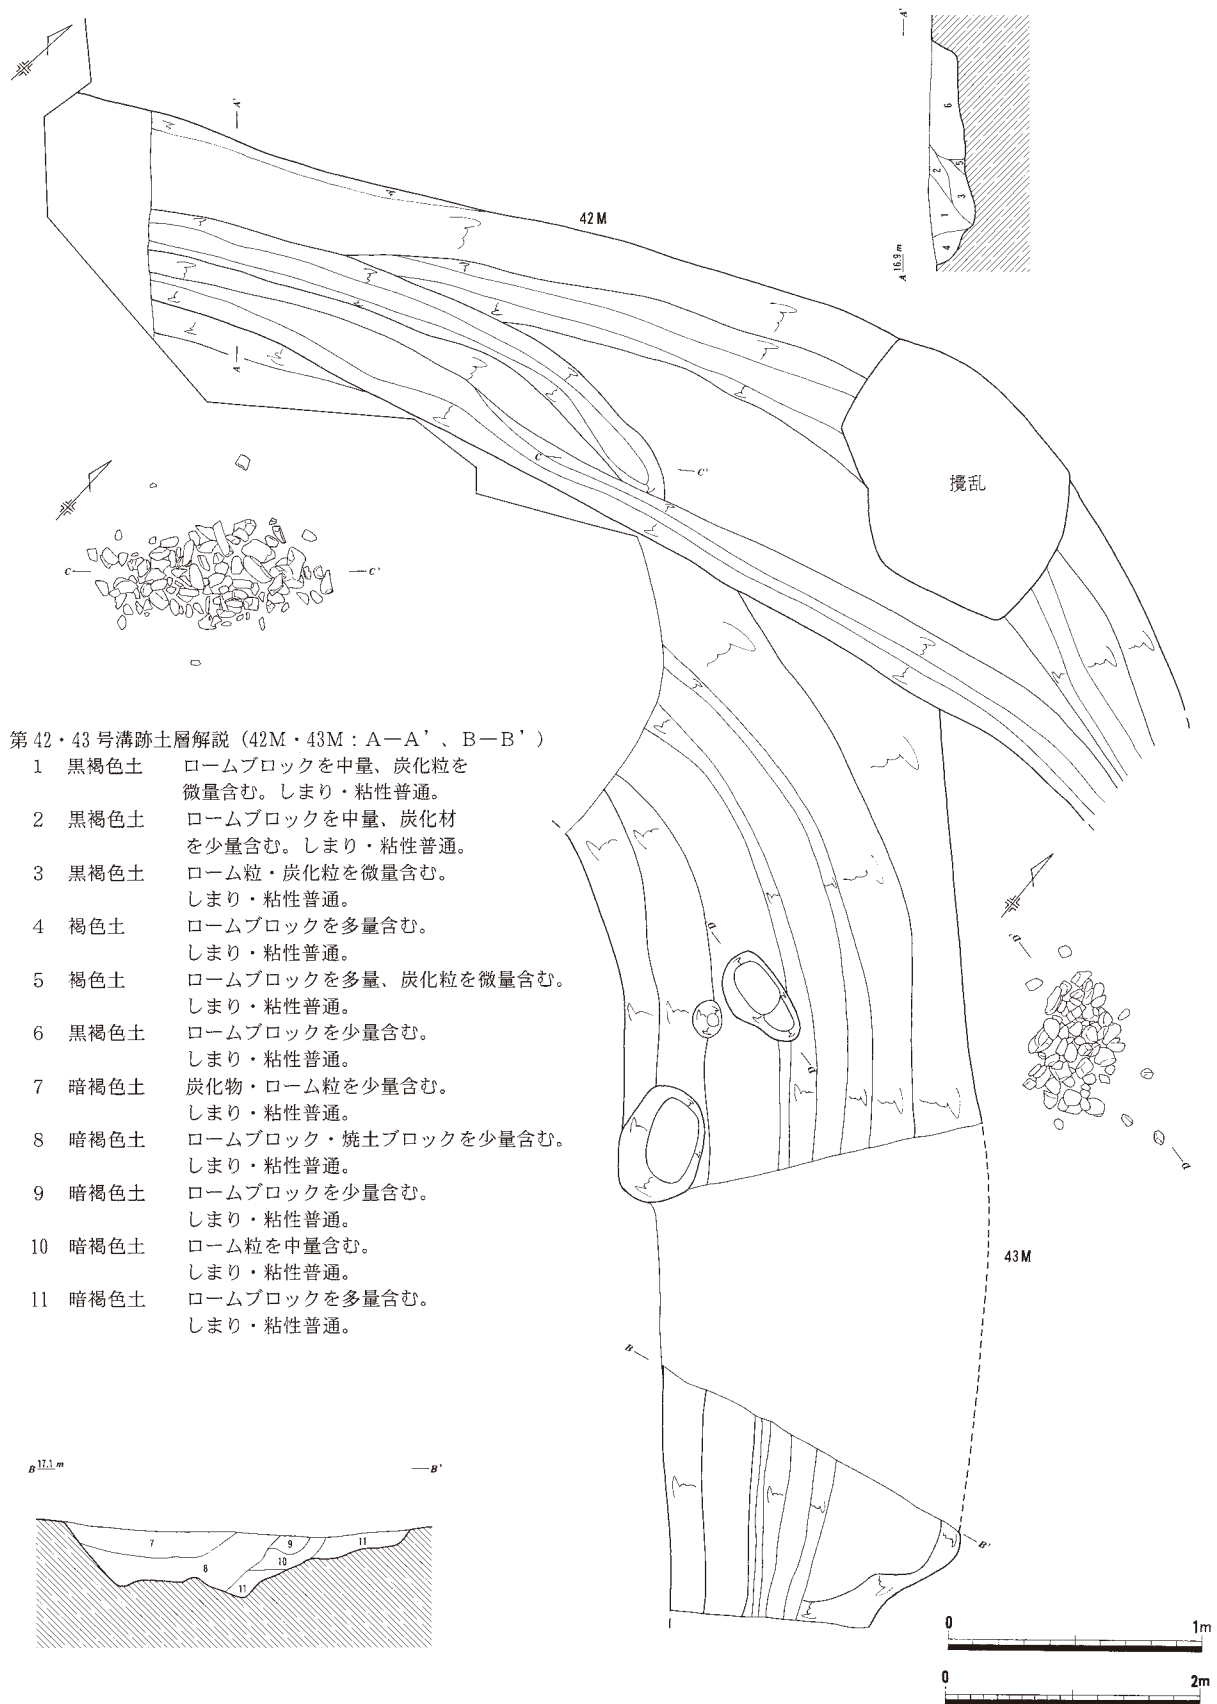 A'
6
5
2
3
1
4
A 16.9 m
A'
42M
A
C
C'
攪乱
C
C'
第 42・43 号溝跡土層解説（42M・43M：A－A'、B－B'）
1 黒褐色土 ロームブロックを中量、炭化粒を
微量含む。しまり・粘性普通。
2 黒褐色土 ロームブロックを中量、炭化材
を少量含む。しまり・粘性普通。
3 黒褐色土 ローム粒・炭化粒を微量含む。
しまり・粘性普通。
4 褐色土 ロームブロックを多量含む。
しまり・粘性普通。
5 褐色土 ロームブロックを多量、炭化粒を微量含む。
しまり・粘性普通。
6 黒褐色土 ロームブロックを少量含む。
しまり・粘性普通。
7 暗褐色土 炭化物・ローム粒を少量含む。
しまり・粘性普通。
8 暗褐色土 ロームブロック・焼土ブロックを少量含む。
しまり・粘性普通。
9 暗褐色土 ロームブロックを少量含む。
しまり・粘性普通。
10 暗褐色土 ローム粒を中量含む。
しまり・粘性普通。
11 暗褐色土 ロームブロックを多量含む。
しまり・粘性普通。
a
a'
a'
a
43M
B
B'
B 17.1 m
B'
7
8
9
10
11
11
0 1m
0 2m